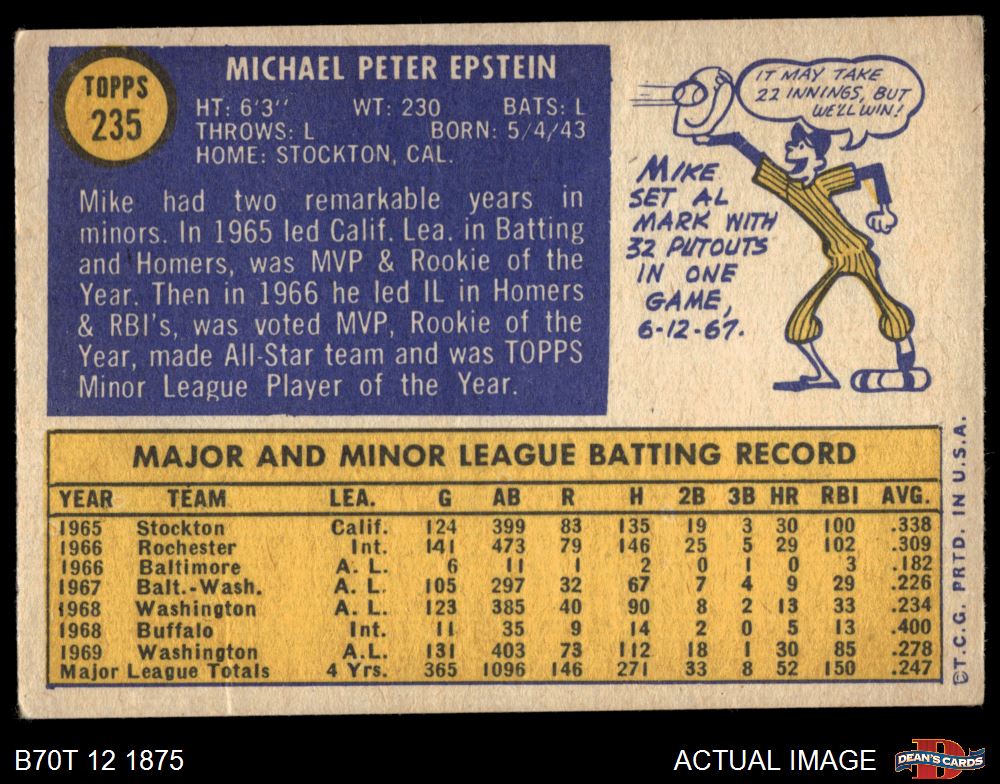 TOPPS
235
MICHAEL PETER EPSTEIN
HT: 6'3'' WT: 230 BATS: L
THROWS: L BORN: 5/4/43
HOME: STOCKTON, CAL.
Mike had two remarkable years in
minors. In 1965 led Calif. Lea. in Batting
and Homers, was MVP & Rookie of the
Year. Then in 1966 he led IL in Homers
& RBI's, was voted MVP, Rookie of the
Year, made All-Star team and was TOPPS
Minor League Player of the Year.
IT MAY TAKE
22 INNINGS, BUT
WE'LL WIN!
MIKE
SET AL
MARK WITH
32 PUTOUTS
IN ONE
GAME,
6-12-67.
MAJOR AND MINOR LEAGUE BATTING RECORD
YEAR TEAM LEA. G AB R H 2B 3B HR RBI AVG.
1965 Stockton Calif. 124 399 83 135 19 3 30 100 .338
1966 Rochester Int. 141 473 79 146 25 5 29 102 .309
1966 Baltimore A. L. 6 11 1 2 0 1 0 3 .182
1967 Balt.-Wash. A. L. 105 297 32 67 7 4 9 29 .226
1968 Washington A. L. 123 385 40 90 8 2 13 33 .234
1968 Buffalo Int. 11 35 9 14 2 0 5 13 .400
1969 Washington A.L. 131 403 73 112 18 1 30 85 .278
Major League Totals 4 Yrs. 365 1096 146 271 33 8 52 150 .247
©T.C.G. PRTD. IN U.S.A.
B70T 12 1875
ACTUAL IMAGE
DEAN'S CARDS